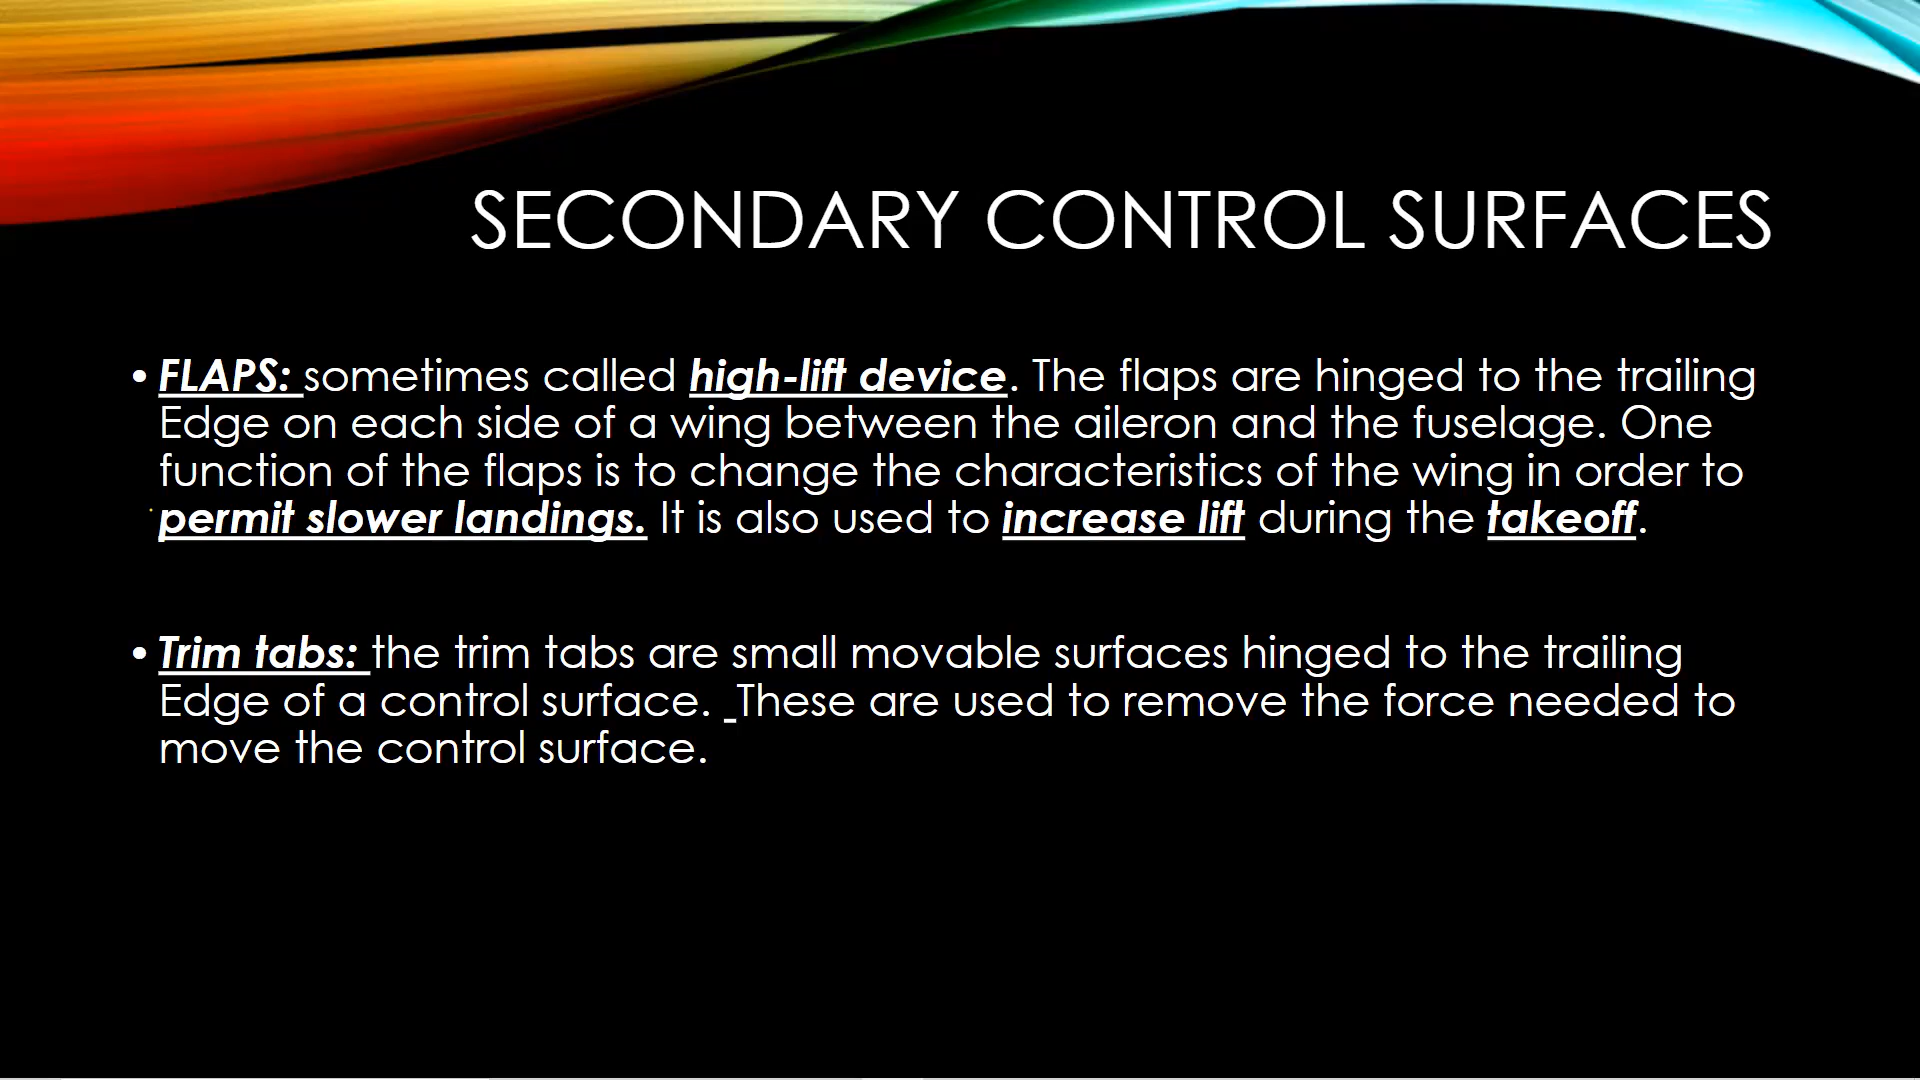 SECONDARY CONTROL SURFACES
• FLAPS: sometimes called high-lift device. The flaps are hinged to the trailing
Edge on each side of a wing between the aileron and the fuselage. One
function of the flaps is to change the characteristics of the wing in order to
permit slower landings. It is also used to increase lift during the takeoff.
• Trim tabs: the trim tabs are small movable surfaces hinged to the trailing
Edge of a control surface. These are used to remove the force needed to
move the control surface.